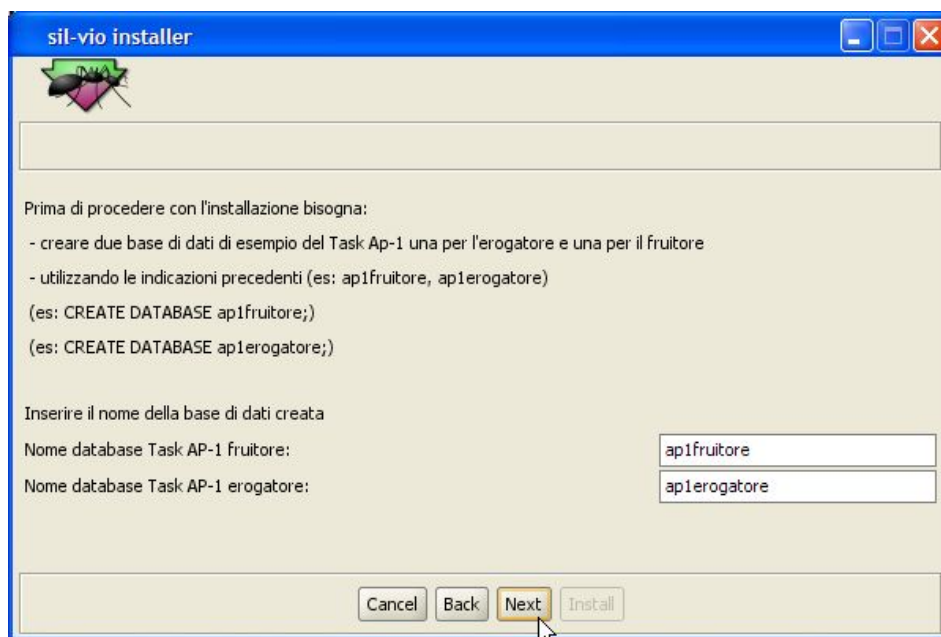 sil-vio installer
Prima di procedere con l'installazione bisogna:
- creare due base di dati di esempio del Task Ap-1 una per l'erogatore e una per il fruitore
- utilizzando le indicazioni precedenti (es: ap1fruitore, ap1erogatore)
(es: CREATE DATABASE ap1fruitore;)
(es: CREATE DATABASE ap1erogatore;)
Inserire il nome della base di dati creata
Nome database Task AP-1 fruitore: ap1fruitore
Nome database Task AP-1 erogatore: ap1erogatore
Cancel Back Next Install